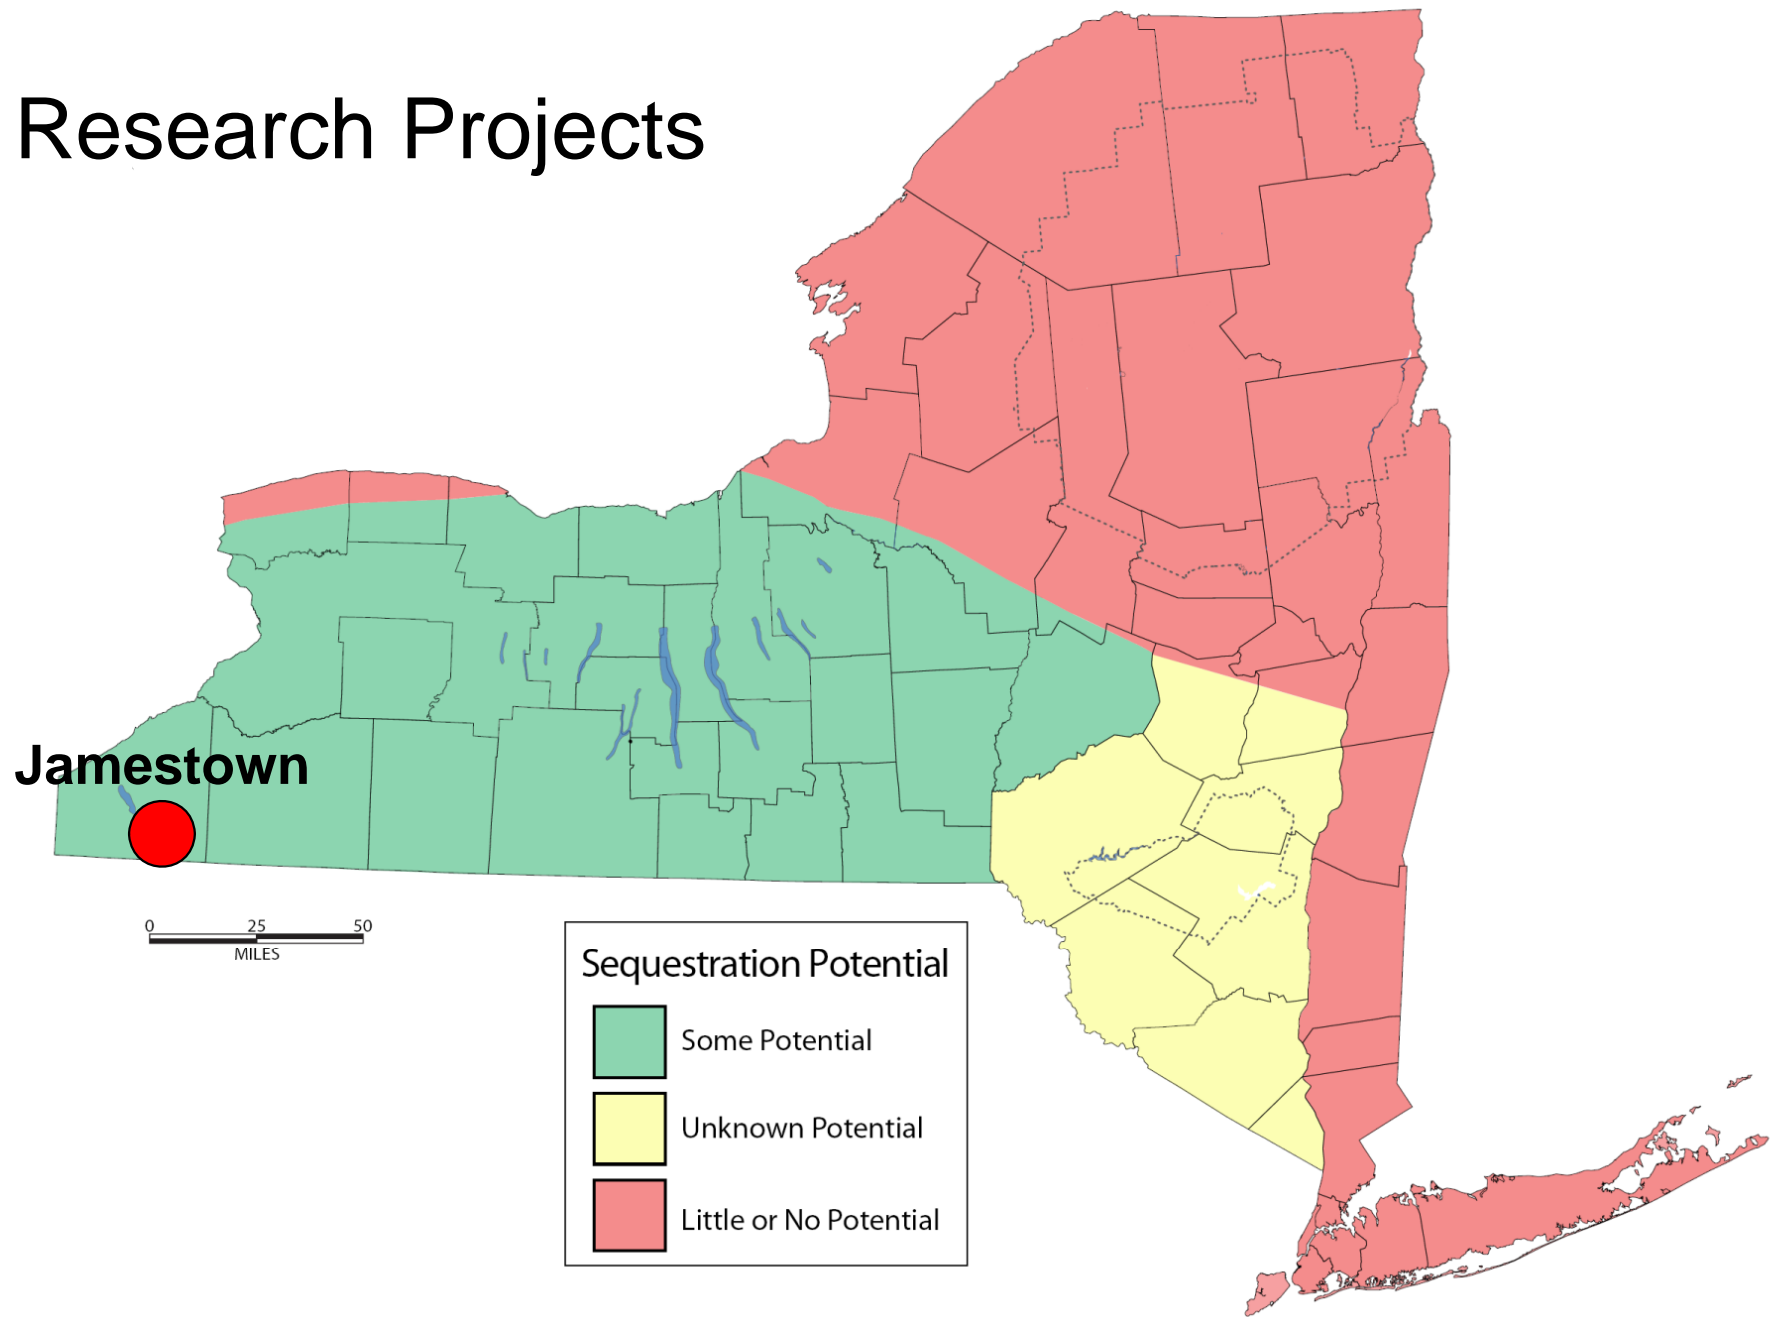 Research Projects
Jamestown
0 25 50
MILES
Sequestration Potential
Some Potential
Unknown Potential
Little or No Potential